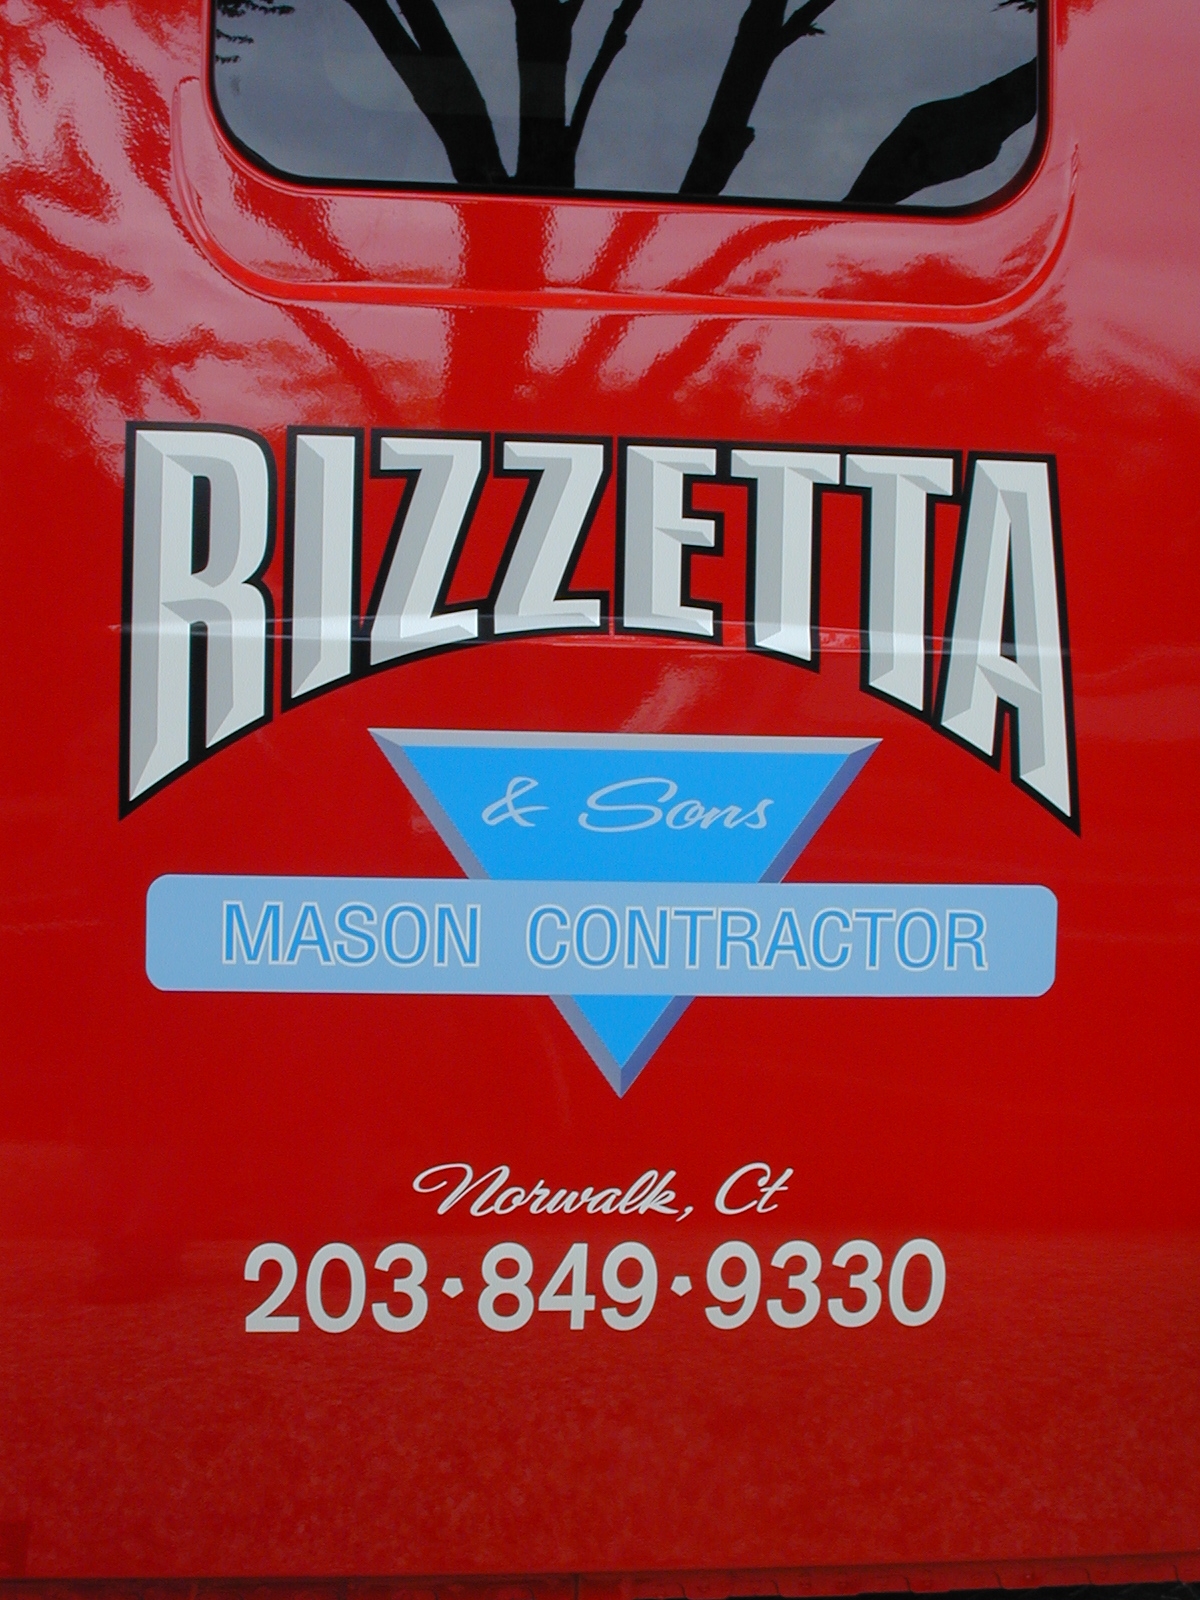 RIZZETTA
& Sons
MASON CONTRACTOR
Norwalk, Ct
203·849·9330